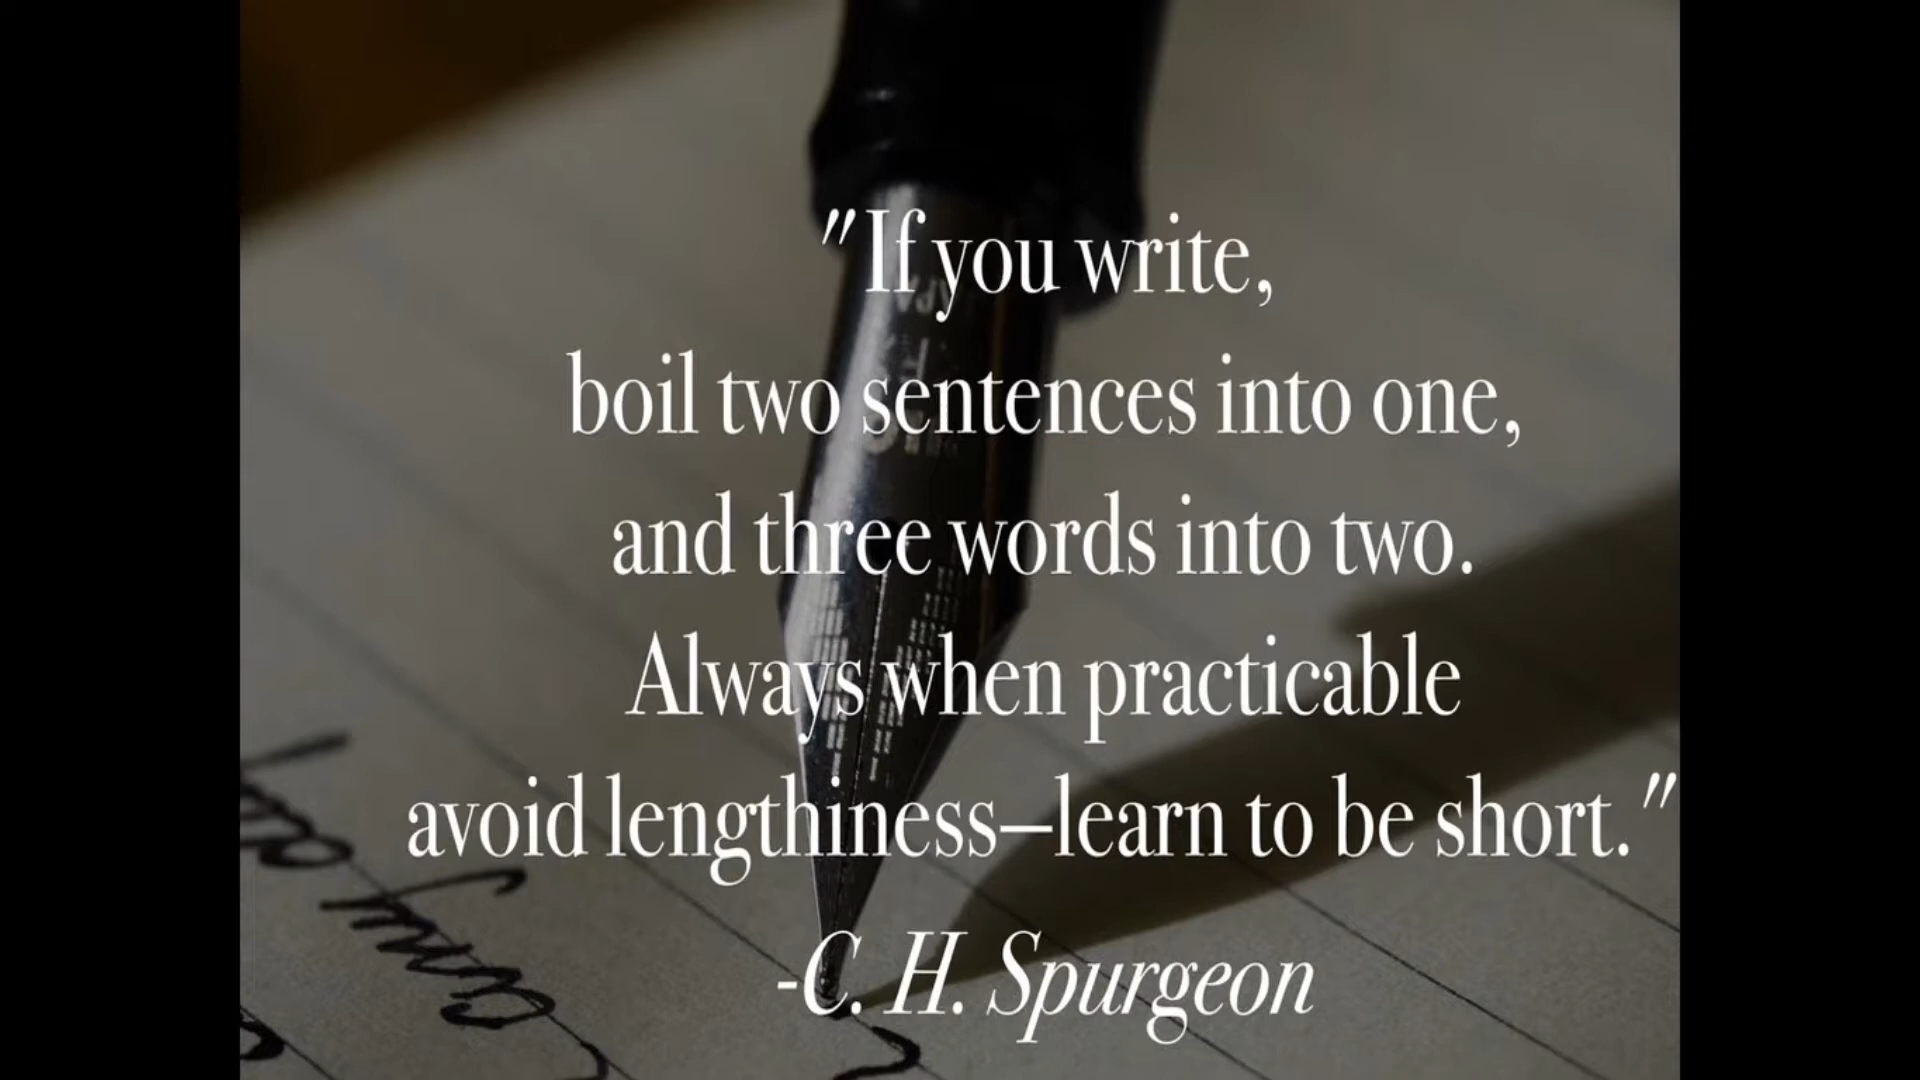 "If you write,
boil two sentences into one,
and three words into two.
Always when practicable
avoid lengthiness—learn to be short."
-C. H. Spurgeon